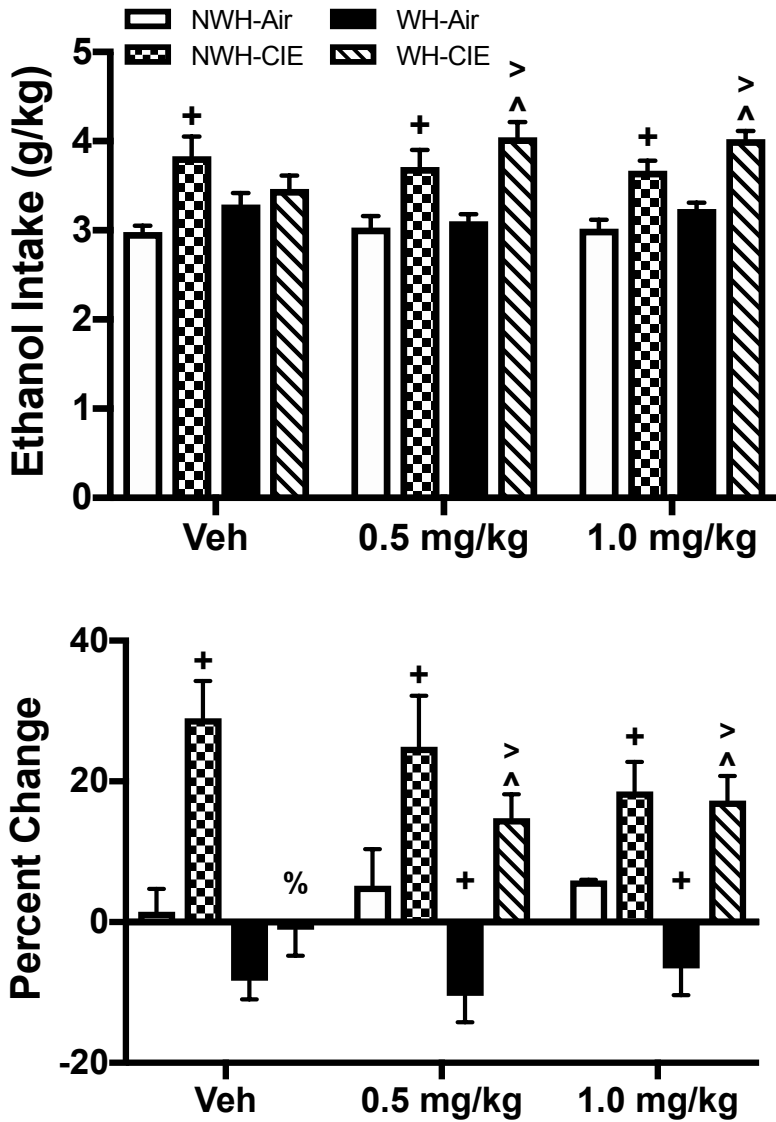 NWH-Air WH-Air
NWH-CIE WH-CIE
Ethanol Intake (g/kg)
5
4
3
2
1
0
+ + > ^ + > ^
Veh 0.5 mg/kg 1.0 mg/kg
Percent Change
40
20
0
-20
+ % + + > ^ + + > ^
Veh 0.5 mg/kg 1.0 mg/kg